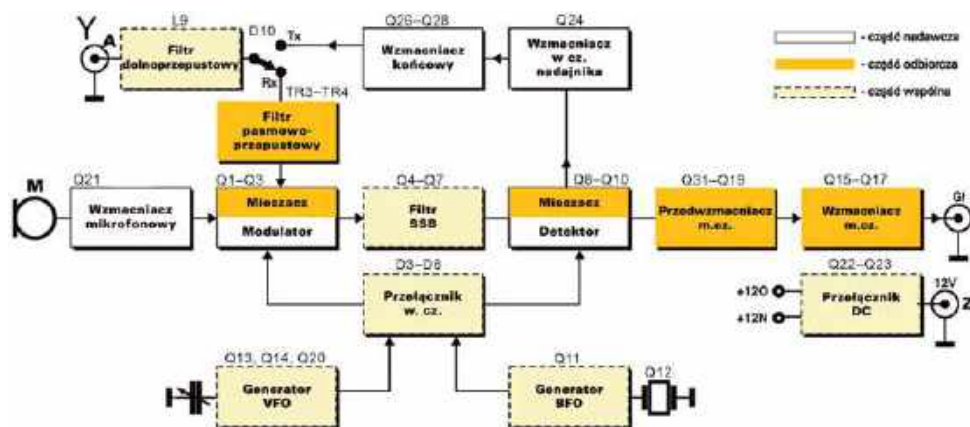 L9
Q26–Q28
Q24
Y
A
Filtr
dolnoprzepustowy
D10
Tx
Rx
Wzmacniacz
końcowy
Wzmacniacz
w cz.
nadajnika
- część nadawcza
- część odbiorcza
- część wspólna
TR3–TR4
Filtr
pasmowo-
przepustowy
M
Q21
Wzmacniacz
mikrofonowy
Q1–Q3
Mieszacz
Modulator
Q4–Q7
Filtr
SSB
Q8–Q10
Mieszacz
Detektor
Q31–Q19
Przedwzmacniacz
m.cz.
Q15–Q17
Wzmacniacz
m.cz.
Gł
D3–D6
Przełącznik
w. cz.
Q22–Q23
+12O
+12N
Przełącznik
DC
12V
Z
Q13, Q14, Q20
Generator
VFO
Q11
Generator
BFO
Q12